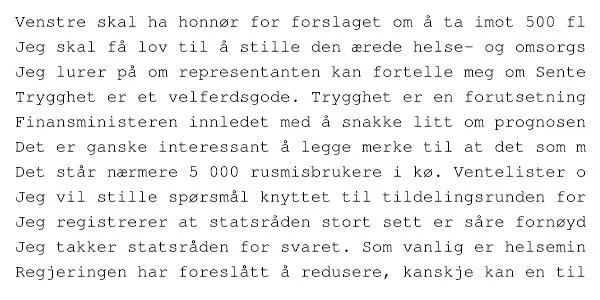 Venstre skal ha honnør for forslaget om å ta imot 500 fl
Jeg skal få lov til å stille den ærede helse- og omsorgs
Jeg lurer på om representanten kan fortelle meg om Sente
Trygghet er et velferdsgode. Trygghet er en forutsetning
Finansministeren innledet med å snakke litt om prognosen
Det er ganske interessant å legge merke til at det som m
Det står nærmere 5 000 rusmisbrukere i kø. Ventelister o
Jeg vil stille spørsmål knyttet til tildelingsrunden for
Jeg registrerer at statsråden stort sett er såre fornøyd
Jeg takker statsråden for svaret. Som vanlig er helsemin
Regjeringen har foreslått å redusere, kanskje kan en til